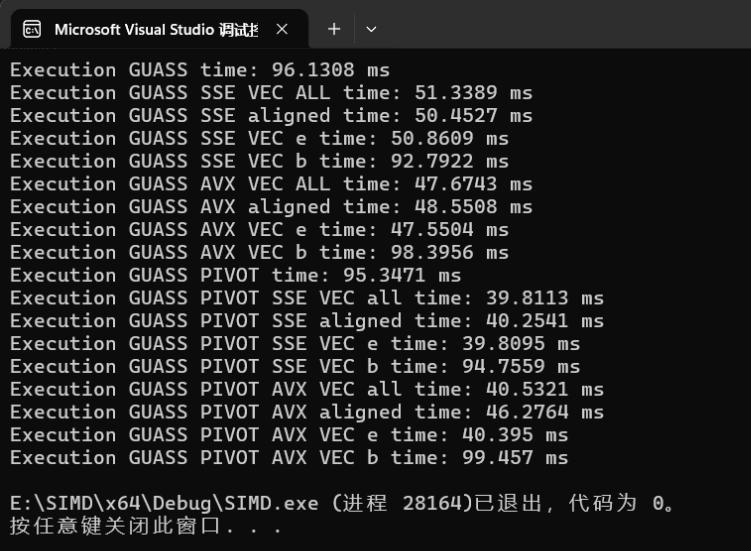 Microsoft Visual Studio 调试
Execution GUASS time: 96.1308 ms
Execution GUASS SSE VEC ALL time: 51.3389 ms
Execution GUASS SSE aligned time: 50.4527 ms
Execution GUASS SSE VEC e time: 50.8609 ms
Execution GUASS SSE VEC b time: 92.7922 ms
Execution GUASS AVX VEC ALL time: 47.6743 ms
Execution GUASS AVX aligned time: 48.5508 ms
Execution GUASS AVX VEC e time: 47.5504 ms
Execution GUASS AVX VEC b time: 98.3956 ms
Execution GUASS PIVOT time: 95.3471 ms
Execution GUASS PIVOT SSE VEC all time: 39.8113 ms
Execution GUASS PIVOT SSE aligned time: 40.2541 ms
Execution GUASS PIVOT SSE VEC e time: 39.8095 ms
Execution GUASS PIVOT SSE VEC b time: 94.7559 ms
Execution GUASS PIVOT AVX VEC all time: 40.5321 ms
Execution GUASS PIVOT AVX aligned time: 46.2764 ms
Execution GUASS PIVOT AVX VEC e time: 40.395 ms
Execution GUASS PIVOT AVX VEC b time: 99.457 ms
E:\SIMD\x64\Debug\SIMD.exe (进程 28164)已退出，代码为 0。
按任意键关闭此窗口. . .